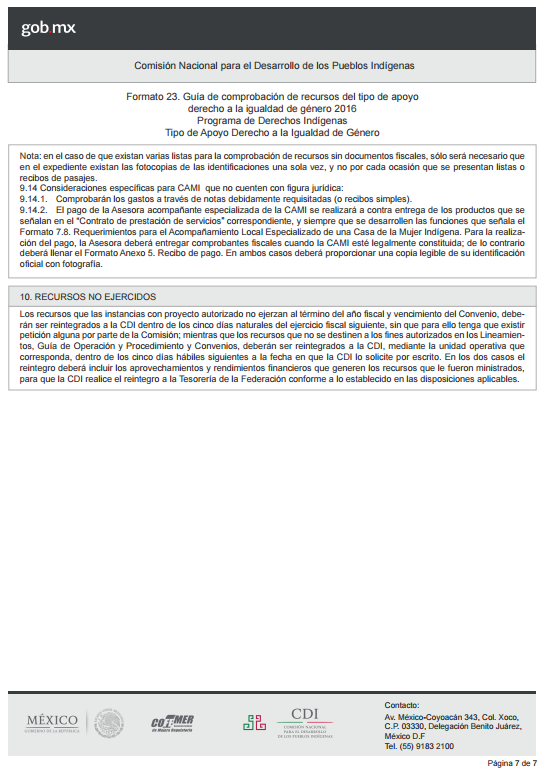 gob.mx
Comisión Nacional para el Desarrollo de los Pueblos Indígenas
Formato 23. Guía de comprobación de recursos del tipo de apoyo
derecho a la igualdad de género 2016
Programa de Derechos Indígenas
Tipo de Apoyo Derecho a la Igualdad de Género
Nota: en el caso de que existan varias listas para la comprobación de recursos sin documentos fiscales, sólo será necesario que
en el expediente existan las fotocopias de las identificaciones una sola vez, y no por cada ocasión que se presentan listas o
recibos de pasajes.
9.14 Consideraciones específicas para CAMI que no cuenten con figura jurídica:
9.14.1. Comprobarán los gastos a través de notas debidamente requisitadas (o recibos simples).
9.14.2. El pago de la Asesora acompañante especializada de la CAMI se realizará a contra entrega de los productos que se
señalan en el "Contrato de prestación de servicios" correspondiente, y siempre que se desarrollen las funciones que señala el
Formato 7.8. Requerimientos para el Acompañamiento Local Especializado de una Casa de la Mujer Indígena. Para la realiza-
ción del pago, la Asesora deberá entregar comprobantes fiscales cuando la CAMI esté legalmente constituida; de lo contrario
deberá llenar el Formato Anexo 5. Recibo de pago. En ambos casos deberá proporcionar una copia legible de su identificación
oficial con fotografía.
10. RECURSOS NO EJERCIDOS
Los recursos que las instancias con proyecto autorizado no ejerzan al término del año fiscal y vencimiento del Convenio, debe-
rán ser reintegrados a la CDI dentro de los cinco días naturales del ejercicio fiscal siguiente, sin que para ello tenga que existir
petición alguna por parte de la Comisión; mientras que los recursos que no se destinen a los fines autorizados en los Lineamien-
tos, Guía de Operación y Procedimiento y Convenios, deberán ser reintegrados a la CDI, mediante la unidad operativa que
corresponda, dentro de los cinco días hábiles siguientes a la fecha en que la CDI lo solicite por escrito. En los dos casos el
reintegro deberá incluir los aprovechamientos y rendimientos financieros que generen los recursos que le fueron ministrados,
para que la CDI realice el reintegro a la Tesorería de la Federación conforme a lo establecido en las disposiciones aplicables.
MÉXICO
GOBIERNO DE LA REPÚBLICA
COFEMER
de Mejora Regulatoria
CDI
COMISIÓN NACIONAL
PARA EL DESARROLLO
DE LOS PUEBLOS INDÍGENAS
Contacto:
Av. México-Coyoacán 343, Col. Xoco,
C.P. 03330, Delegación Benito Juárez,
México D.F
Tel. (55) 9183 2100
Página 7 de 7